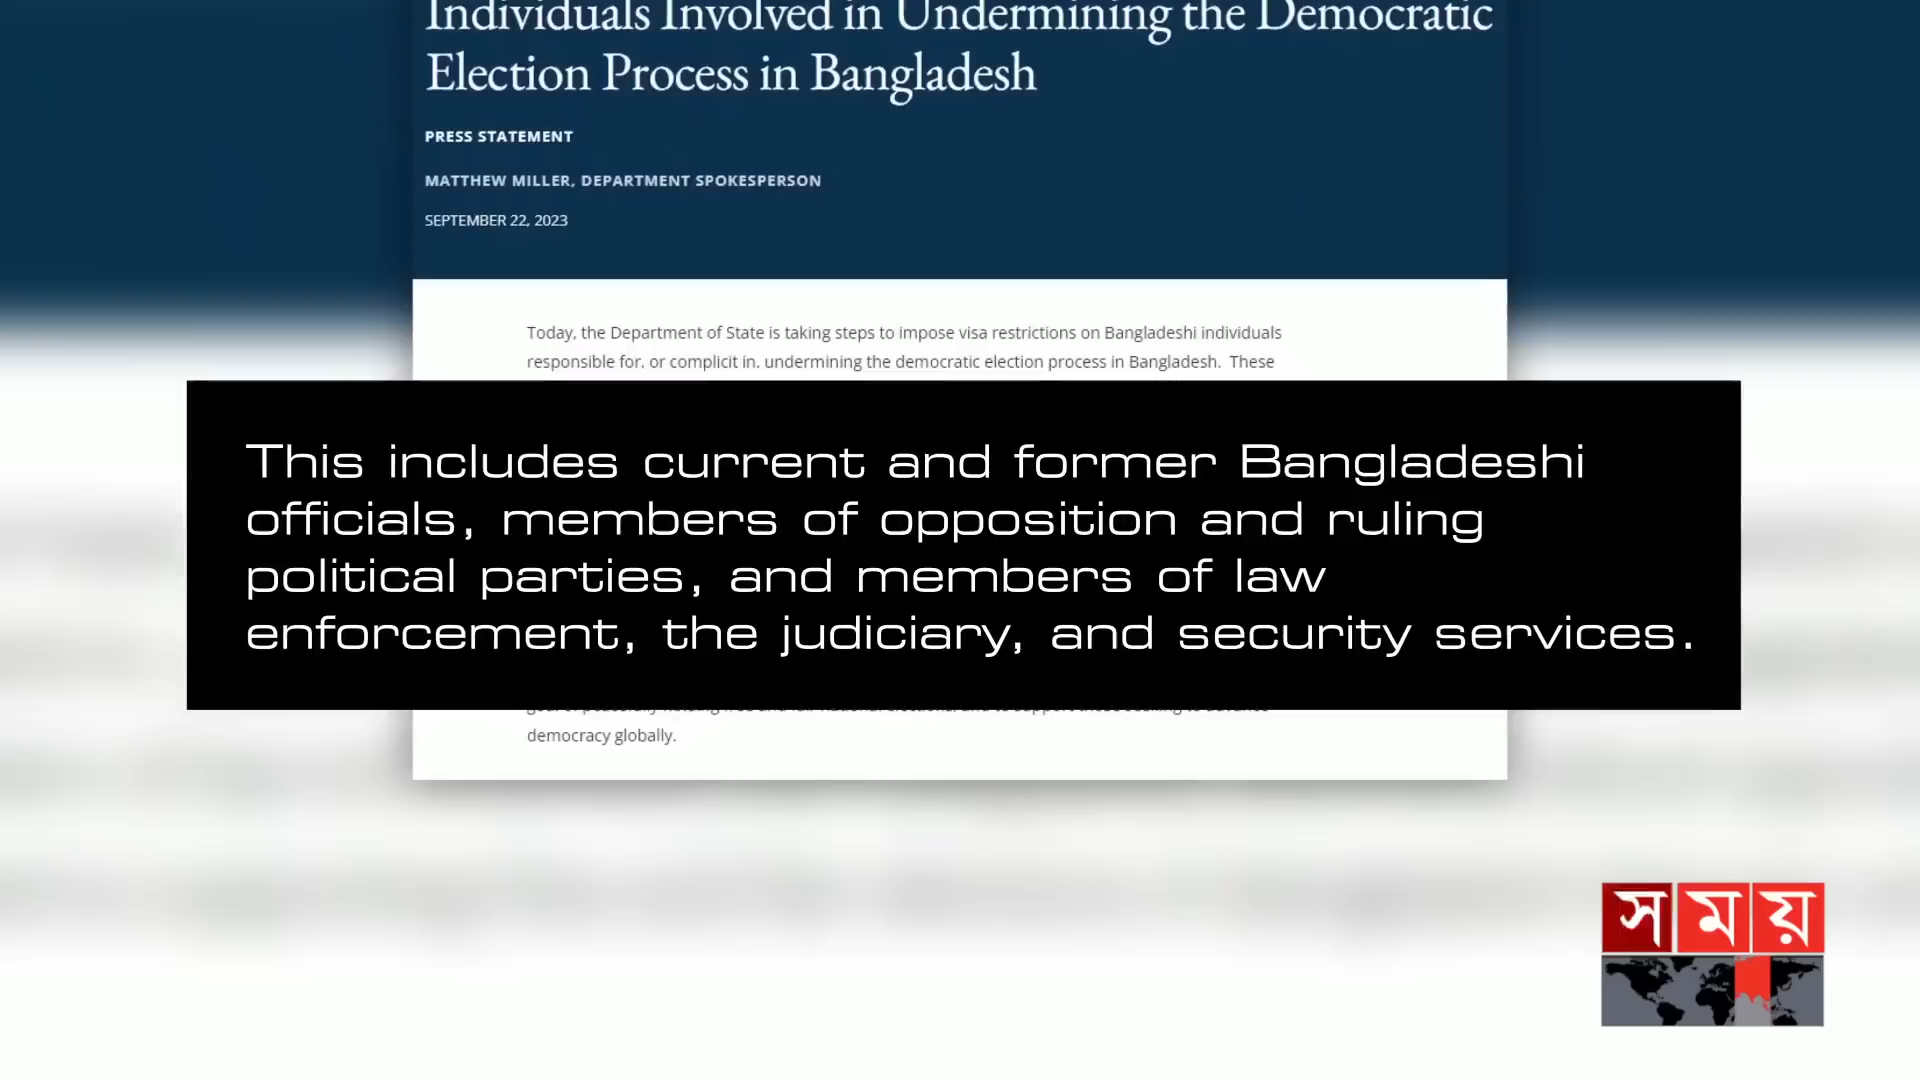 Individuals Involved in Undermining the Democratic
Election Process in Bangladesh
PRESS STATEMENT
MATTHEW MILLER, DEPARTMENT SPOKESPERSON
SEPTEMBER 22, 2023
Today, the Department of State is taking steps to impose visa restrictions on Bangladeshi individuals
responsible for, or complicit in, undermining the democratic election process in Bangladesh. These
This includes current and former Bangladeshi
officials, members of opposition and ruling
political parties, and members of law
enforcement, the judiciary, and security services.
democracy globally.
সময়